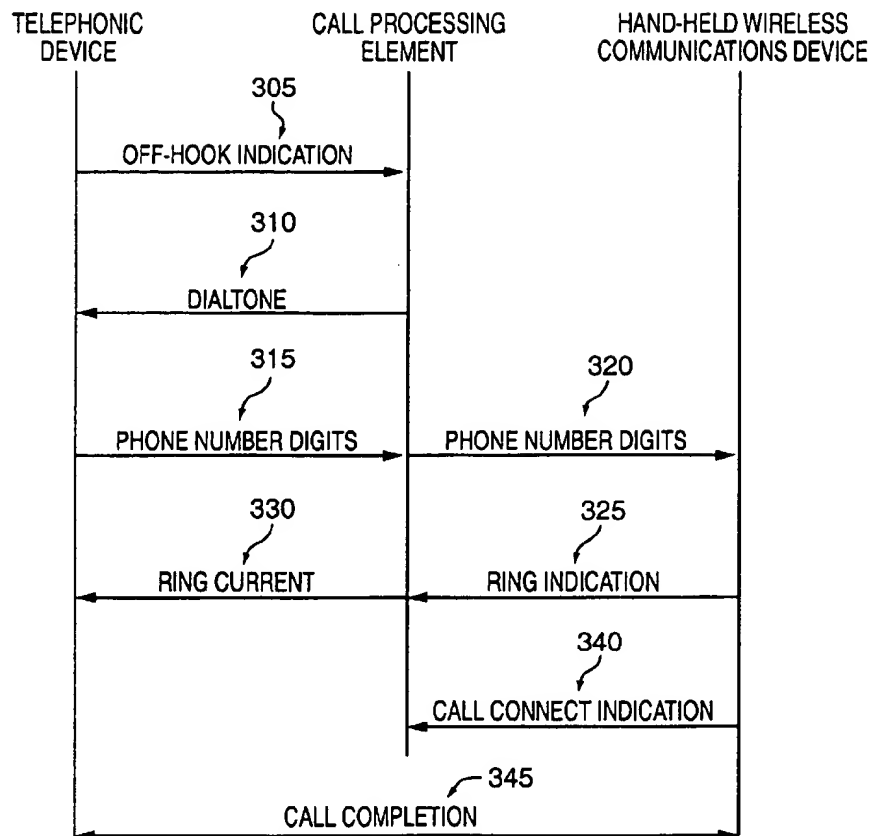 TELEPHONIC
DEVICE
CALL PROCESSING
ELEMENT
HAND-HELD WIRELESS
COMMUNICATIONS DEVICE
305
OFF-HOOK INDICATION
310
DIALTONE
315
PHONE NUMBER DIGITS
320
PHONE NUMBER DIGITS
330
RING CURRENT
325
RING INDICATION
340
CALL CONNECT INDICATION
345
CALL COMPLETION